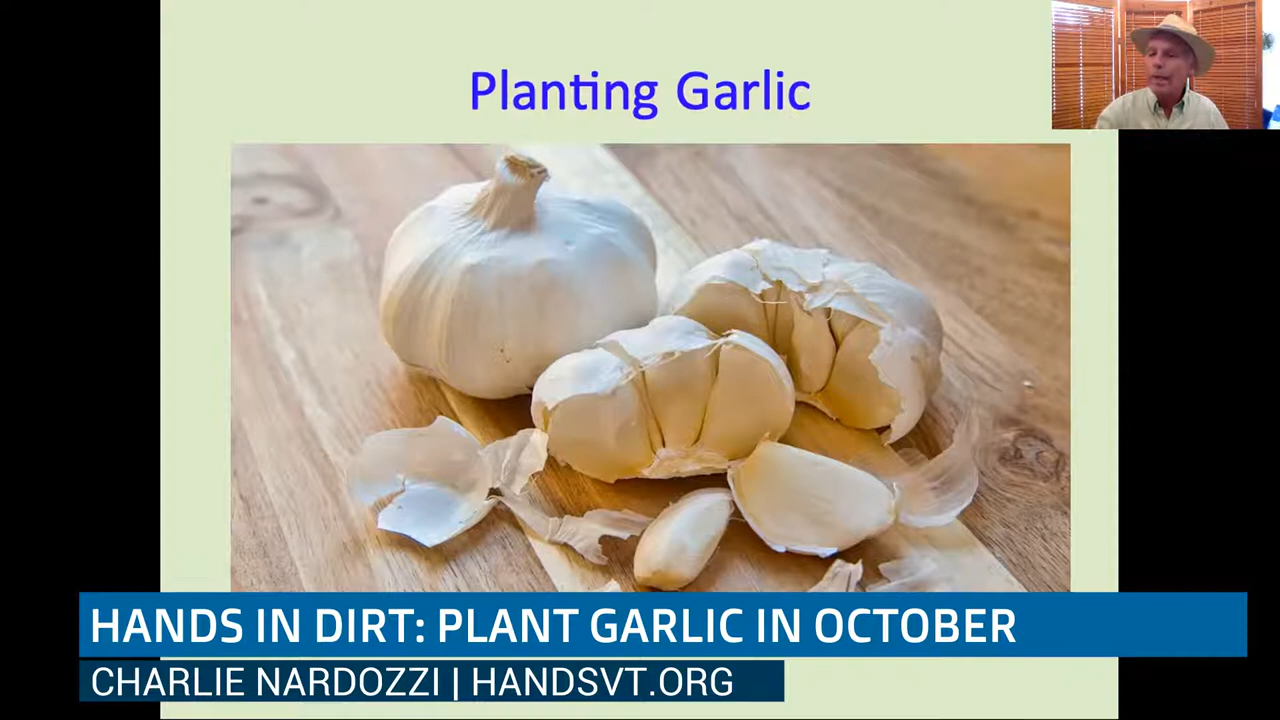 Planting Garlic
HANDS IN DIRT: PLANT GARLIC IN OCTOBER
CHARLIE NARDOZZI | HANDSVT.ORG